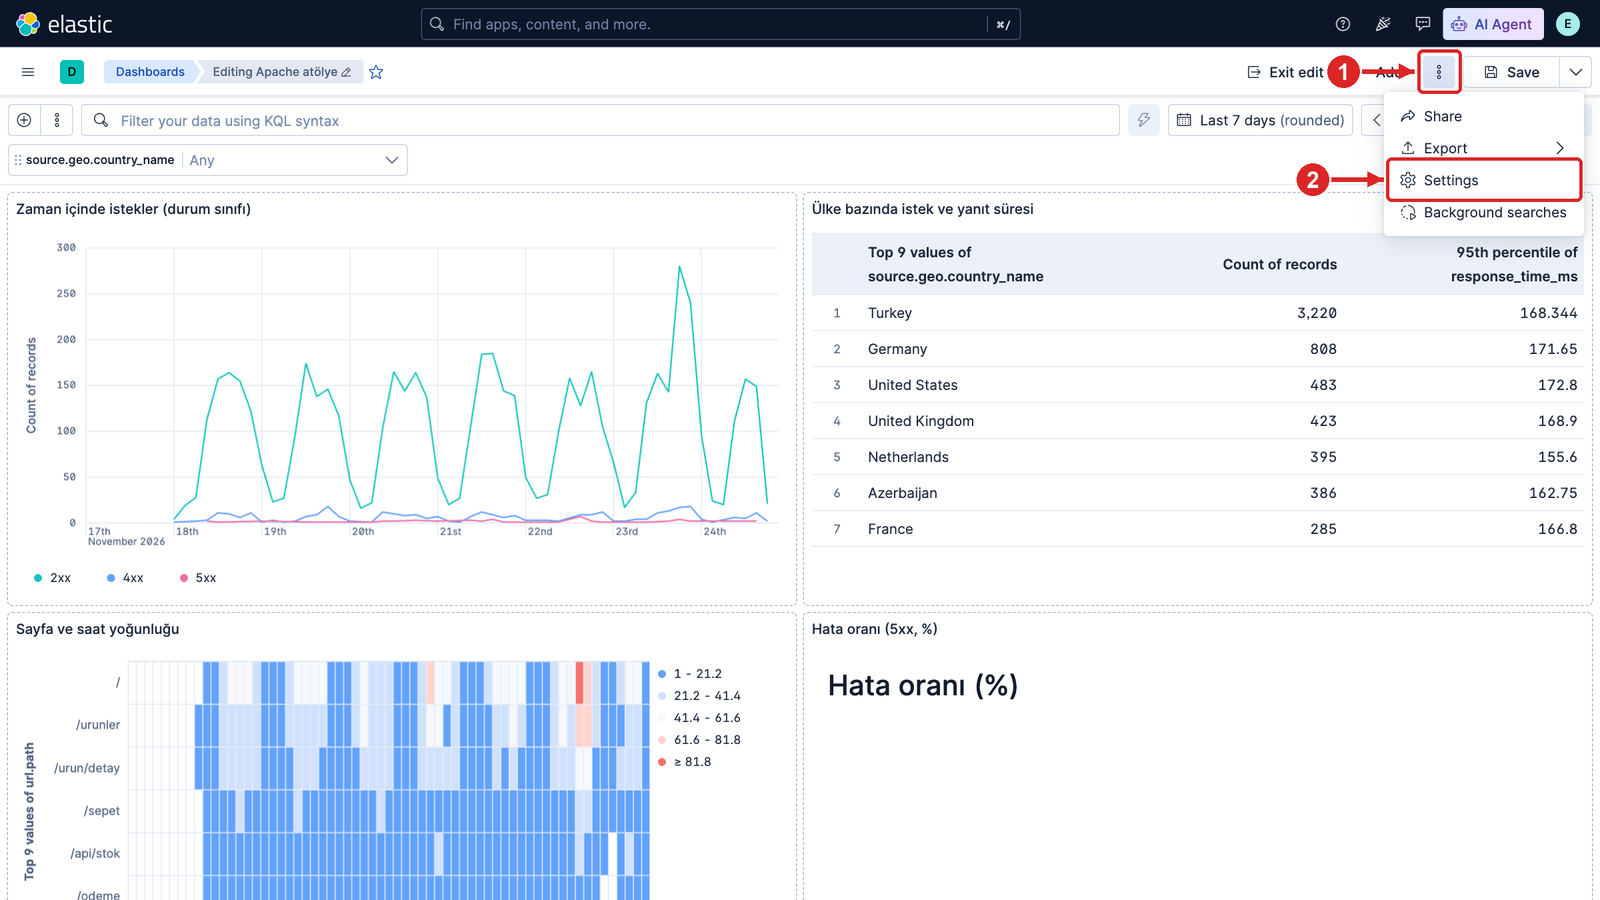 elastic
Find apps, content, and more.
⌘/
AI Agent
E
D
Dashboards
Editing Apache atölye
Exit edit
1
Save
Filter your data using KQL syntax
Last 7 days (rounded)
Share
Export
2
Settings
Background searches
source.geo.country_name
Any
Zaman içinde istekler (durum sınıfı)
Count of records
300
250
200
150
100
50
0
17th
18th
19th
20th
21st
22nd
23rd
24th
November 2026
2xx
4xx
5xx
Ülke bazında istek ve yanıt süresi
Top 9 values of source.geo.country_name
Count of records
95th percentile of response_time_ms
1 Turkey 3,220 168.344
2 Germany 808 171.65
3 United States 483 172.8
4 United Kingdom 423 168.9
5 Netherlands 395 155.6
6 Azerbaijan 386 162.75
7 France 285 166.8
Sayfa ve saat yoğunluğu
Top 9 values of url.path
/
/urunler
/urun/detay
/sepet
/api/stok
/odeme
1 - 21.2
21.2 - 41.4
41.4 - 61.6
61.6 - 81.8
≥ 81.8
Hata oranı (5xx, %)
Hata oranı (%)